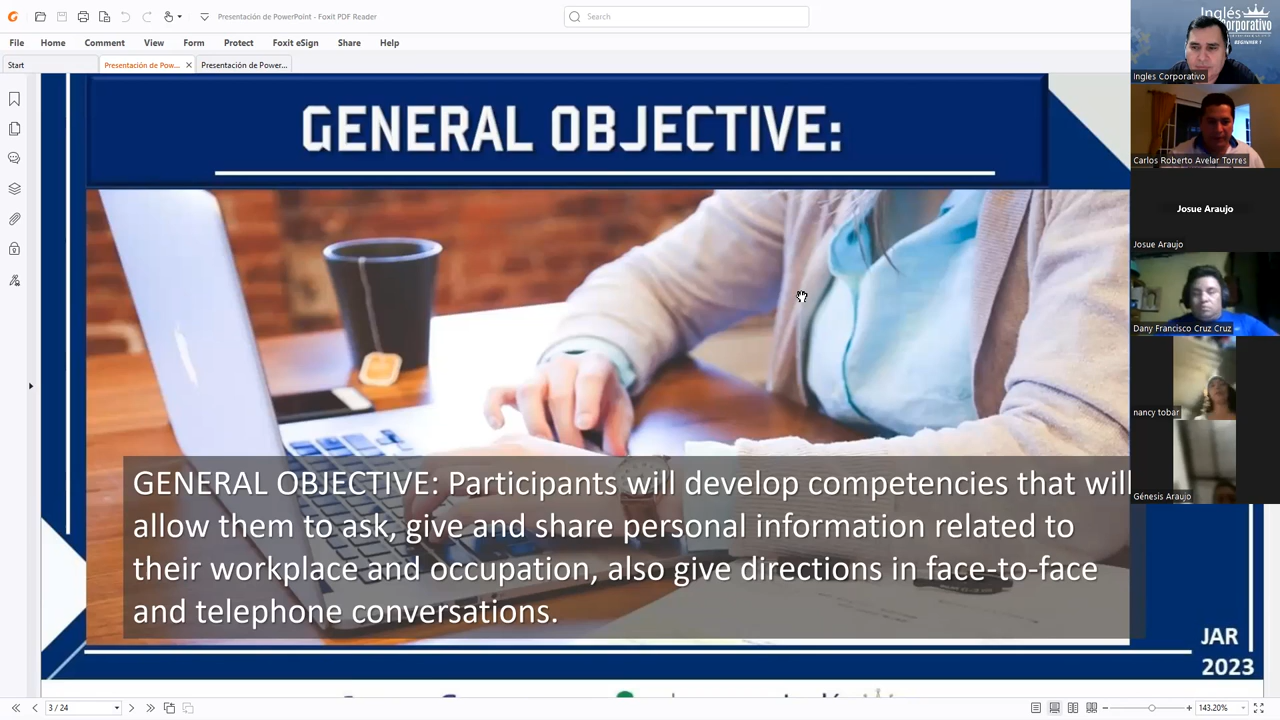 Presentación de PowerPoint - Foxit PDF Reader
Search
File Home Comment View Form Protect Foxit eSign Share Help
Start Presentación de Pow... Presentación de Power...
GENERAL OBJECTIVE:
GENERAL OBJECTIVE: Participants will develop competencies that will
allow them to ask, give and share personal information related to
their workplace and occupation, also give directions in face-to-face
and telephone conversations.
JAR
2023
3 / 24
143.20%
Inglés
Corporativo
BEGINNER 1
Ingles Corporativo
Carlos Roberto Avelar Torres
Josue Araujo
Josue Araujo
Dany Francisco Cruz Cruz
nancy tobar
Génesis Araujo